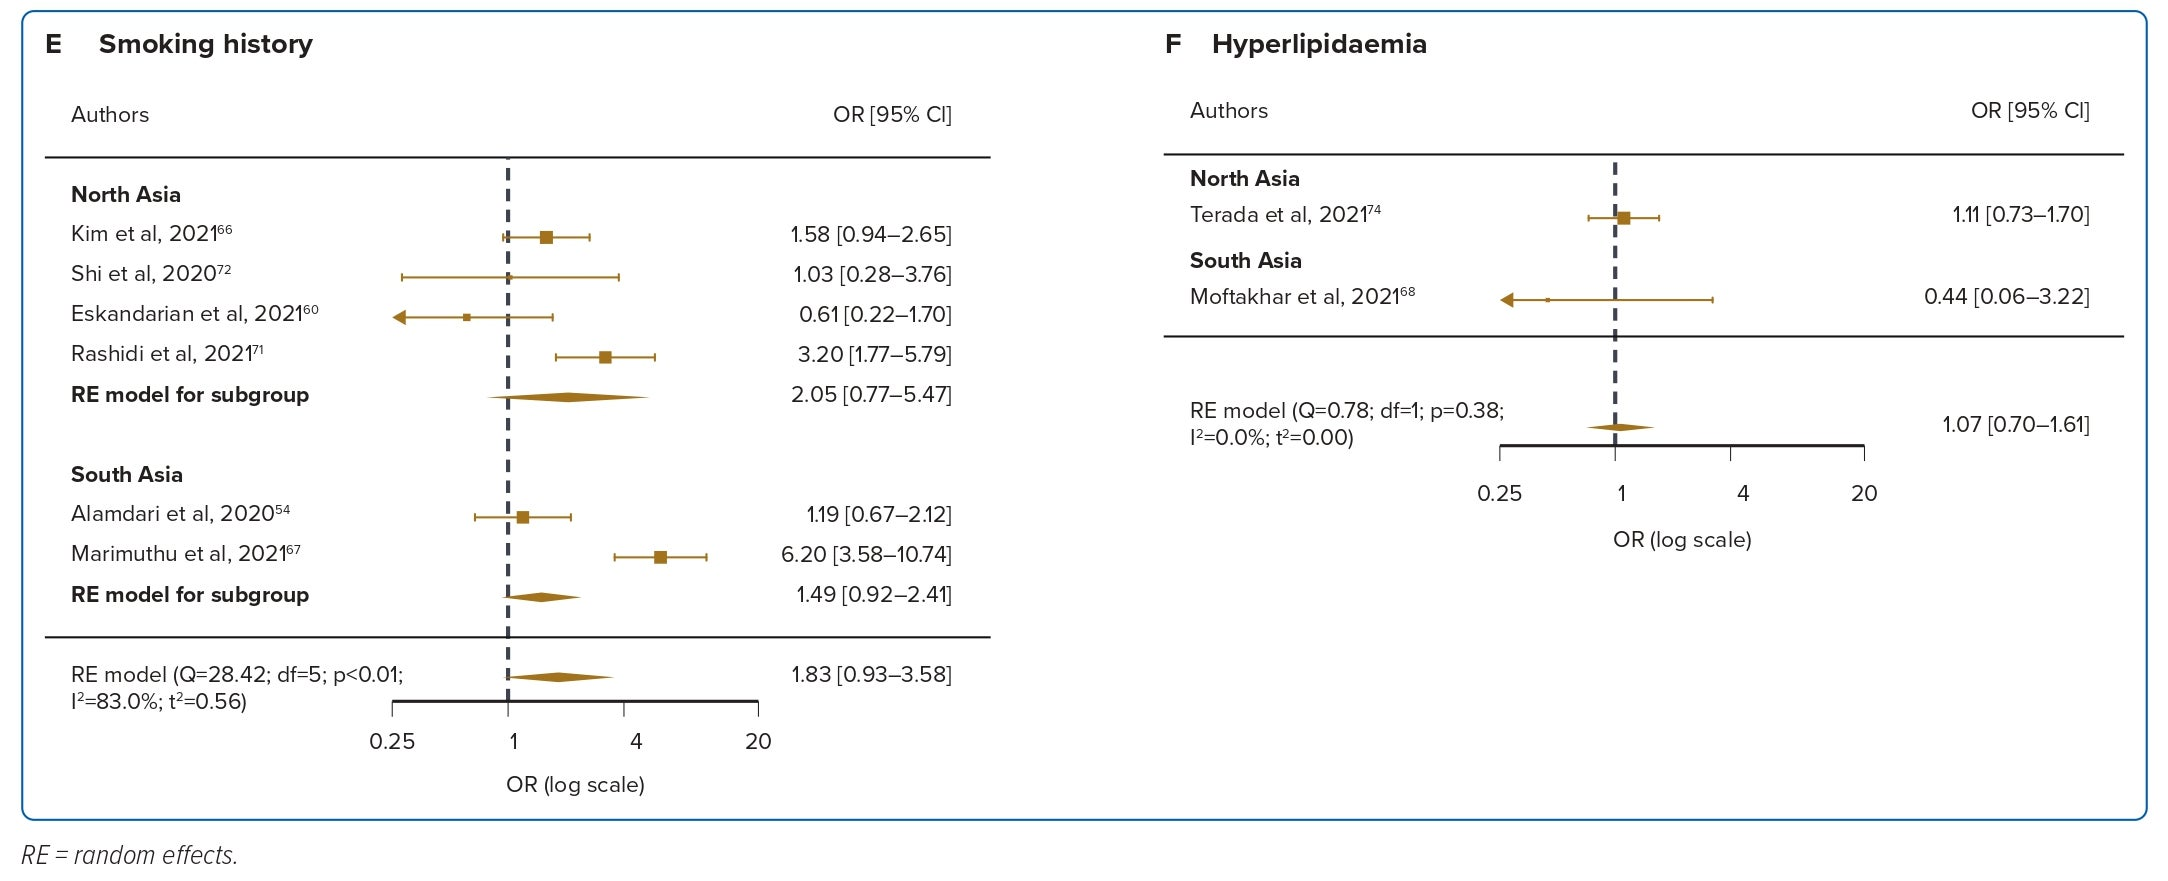 E Smoking history
Authors OR [95% CI]
North Asia
Kim et al, 2021⁶⁶ 1.58 [0.94–2.65]
Shi et al, 2020⁷² 1.03 [0.28–3.76]
Eskandarian et al, 2021⁶⁰ 0.61 [0.22–1.70]
Rashidi et al, 2021⁷¹ 3.20 [1.77–5.79]
RE model for subgroup 2.05 [0.77–5.47]
South Asia
Alamdari et al, 2020⁵⁴ 1.19 [0.67–2.12]
Marimuthu et al, 2021⁶⁷ 6.20 [3.58–10.74]
RE model for subgroup 1.49 [0.92–2.41]
RE model (Q=28.42; df=5; p<0.01; 1.83 [0.93–3.58]
I²=83.0%; t²=0.56)
0.25 1 4 20
OR (log scale)
F Hyperlipidaemia
Authors OR [95% CI]
North Asia
Terada et al, 2021⁷⁴ 1.11 [0.73–1.70]
South Asia
Moftakhar et al, 2021⁶⁸ 0.44 [0.06–3.22]
RE model (Q=0.78; df=1; p=0.38; 1.07 [0.70–1.61]
I²=0.0%; t²=0.00)
0.25 1 4 20
OR (log scale)
RE = random effects.